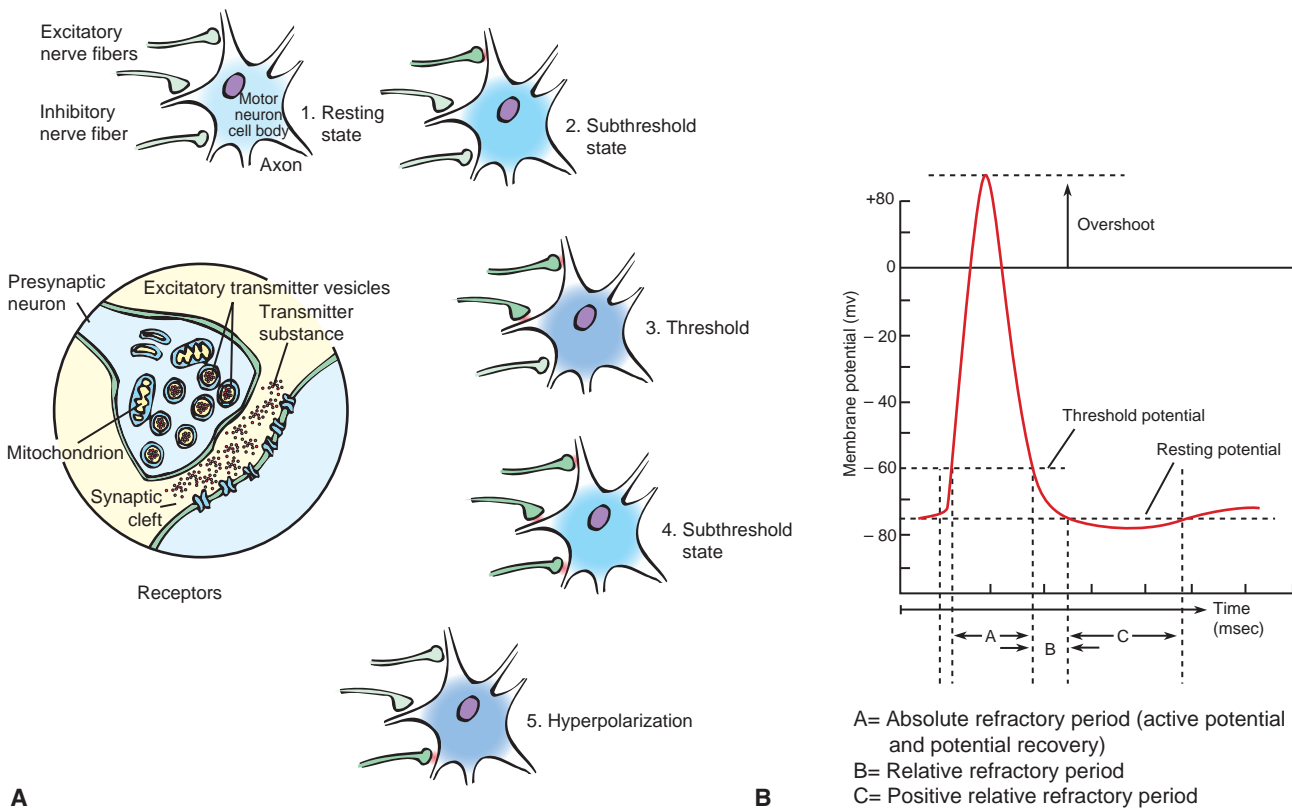 Excitatory
nerve fibers
Inhibitory
nerve fiber
Motor
neuron
cell body
Axon
1. Resting
state
2. Subthreshold
state
Presynaptic
neuron
Excitatory transmitter vesicles
Transmitter
substance
Mitochondrion
Synaptic
cleft
Receptors
3. Threshold
4. Subthreshold
state
5. Hyperpolarization
A
Membrane potential (mv)
+80
0
– 20
– 40
– 60
– 80
Overshoot
Threshold potential
Resting potential
Time
(msec)
A
B
C
A= Absolute refractory period (active potential
and potential recovery)
B= Relative refractory period
C= Positive relative refractory period
B